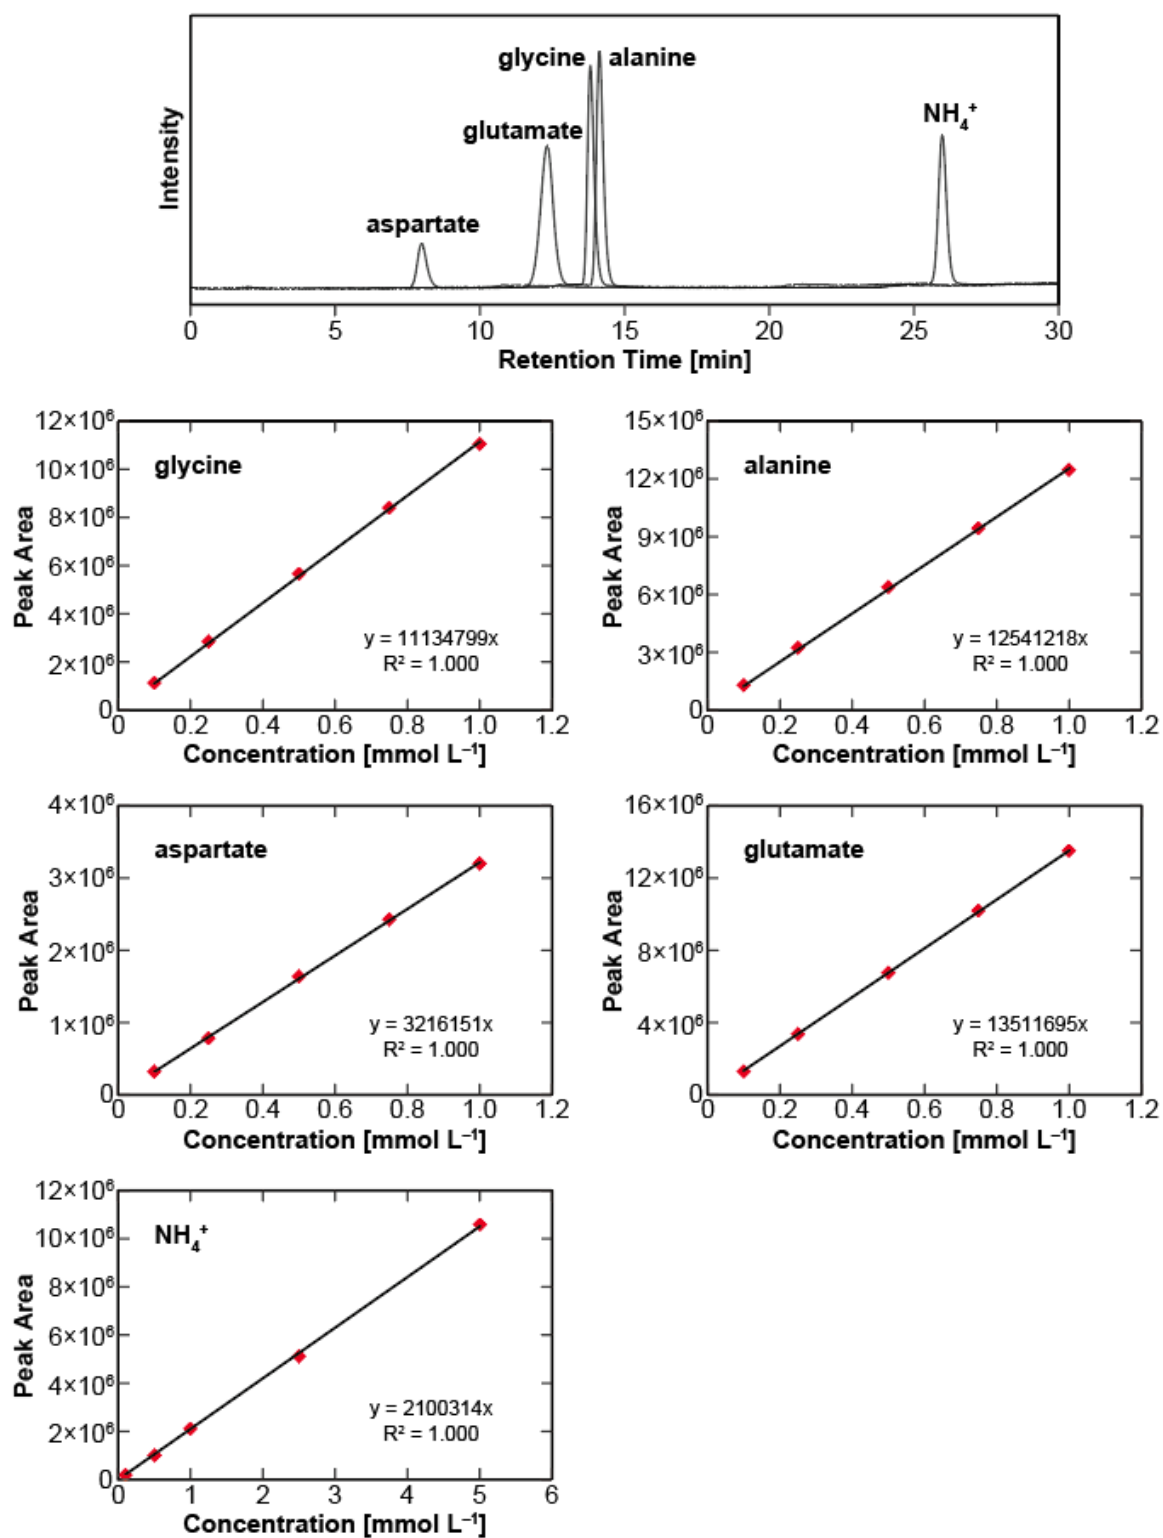 Intensity
glycine alanine
glutamate
aspartate
NH₄⁺
0 5 10 15 20 25 30
Retention Time [min]
Peak Area
12×10⁶
10×10⁶
8×10⁶
6×10⁶
4×10⁶
2×10⁶
0
glycine
y = 11134799x
R² = 1.000
0 0.2 0.4 0.6 0.8 1.0 1.2
Concentration [mmol L⁻¹]
Peak Area
15×10⁶
12×10⁶
9×10⁶
6×10⁶
3×10⁶
0
alanine
y = 12541218x
R² = 1.000
0 0.2 0.4 0.6 0.8 1.0 1.2
Concentration [mmol L⁻¹]
Peak Area
4×10⁶
3×10⁶
2×10⁶
1×10⁶
0
aspartate
y = 3216151x
R² = 1.000
0 0.2 0.4 0.6 0.8 1.0 1.2
Concentration [mmol L⁻¹]
Peak Area
16×10⁶
12×10⁶
8×10⁶
4×10⁶
0
glutamate
y = 13511695x
R² = 1.000
0 0.2 0.4 0.6 0.8 1.0 1.2
Concentration [mmol L⁻¹]
Peak Area
12×10⁶
10×10⁶
8×10⁶
6×10⁶
4×10⁶
2×10⁶
0
NH₄⁺
y = 2100314x
R² = 1.000
0 1 2 3 4 5 6
Concentration [mmol L⁻¹]